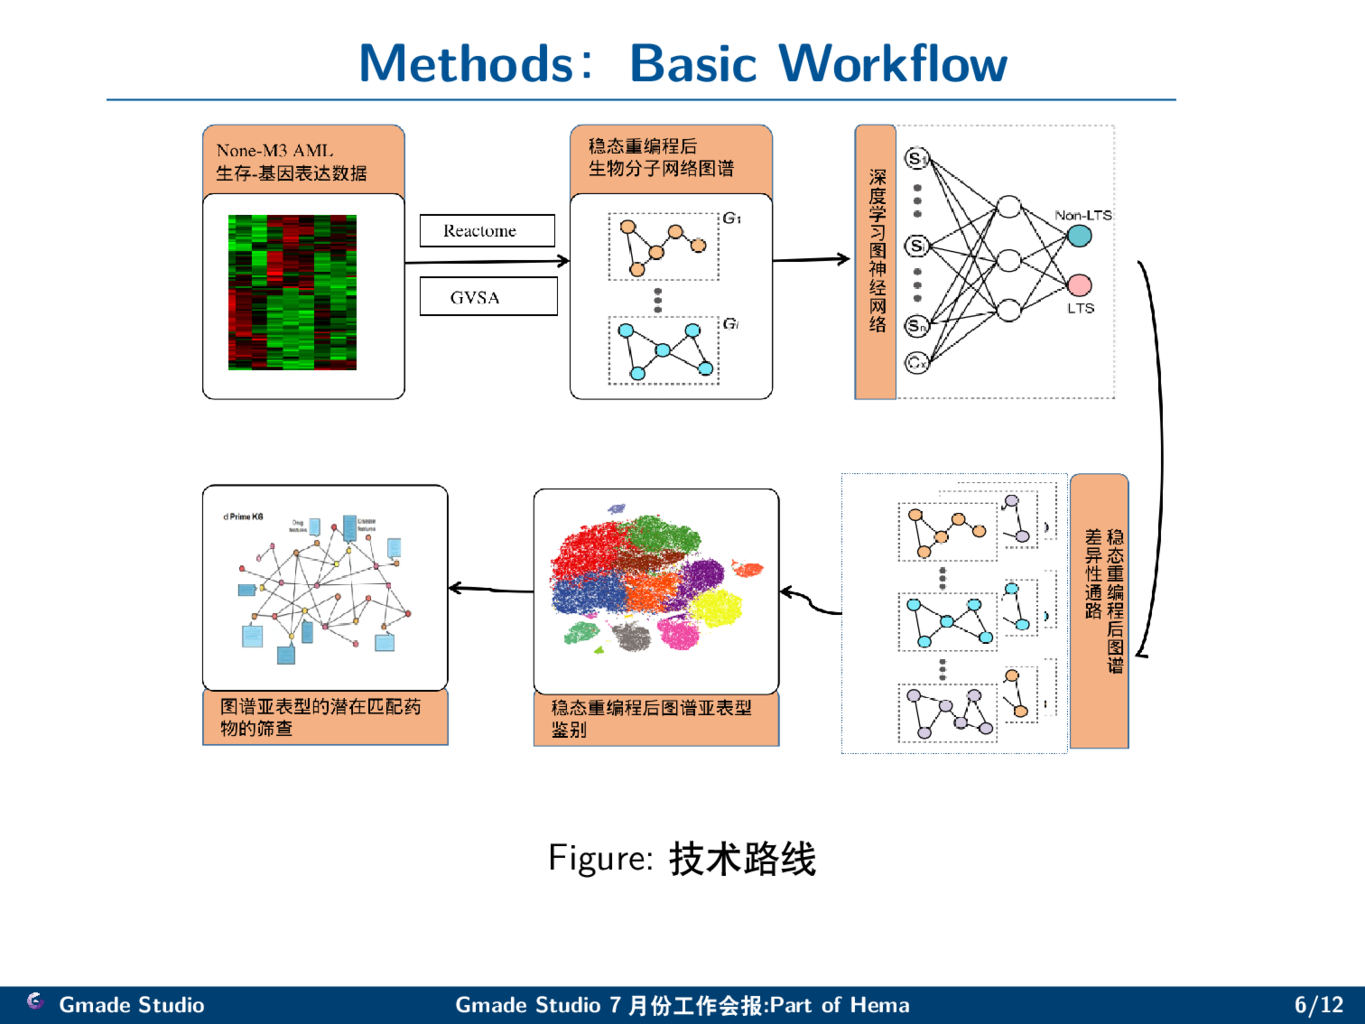 Methods：Basic Workflow
None-M3 AML
生存-基因表达数据
Reactome
GVSA
稳态重编程后
生物分子网络图谱
G1
Gi
深度学习图神经网络
S1
Si
Sn
Non-LTS
LTS
稳态重编程后图谱
差异性通路
稳态重编程后图谱亚表型
鉴别
d Prime KG
Drug
features
Disease
features
图谱亚表型的潜在匹配药
物的筛查
Figure: 技术路线
Gmade Studio
Gmade Studio 7 月份工作会报:Part of Hema
6/12